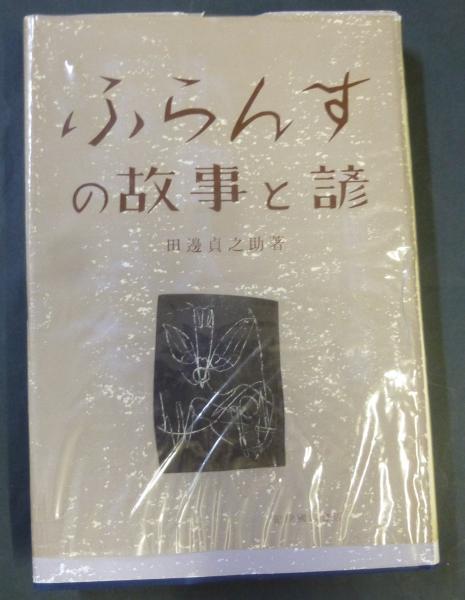 ふらんす
の故事と諺
田邊貞之助著